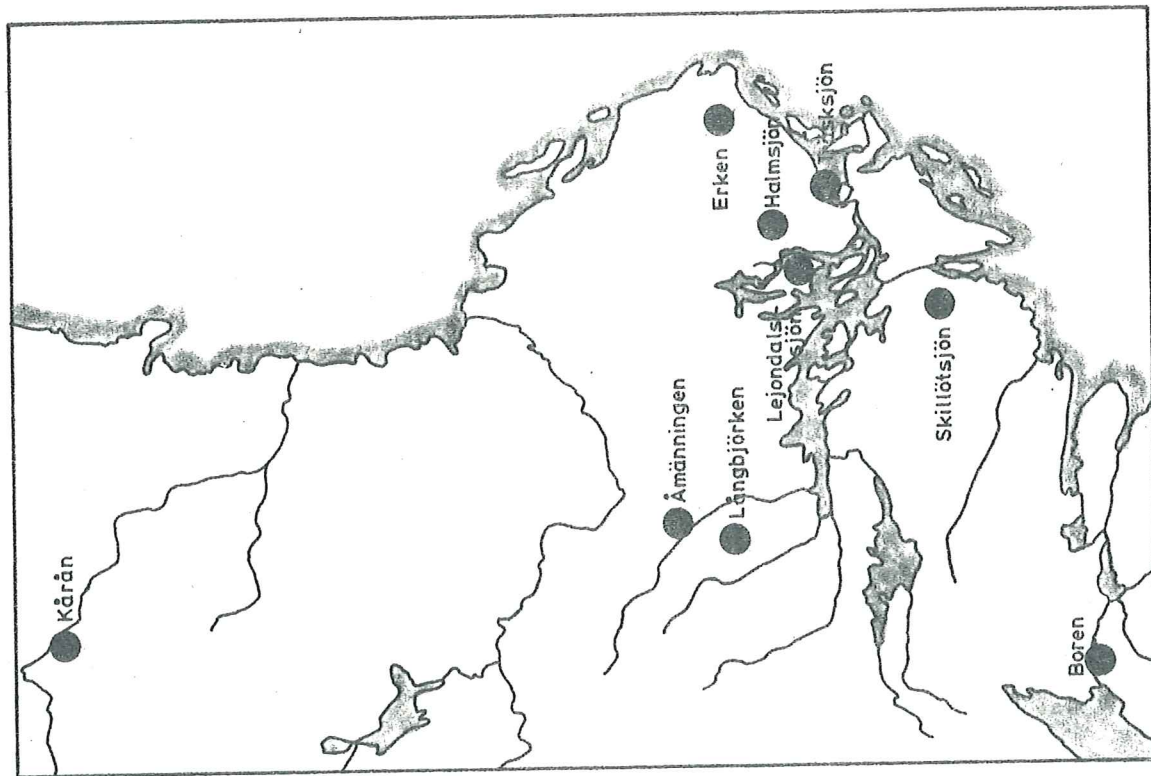 Kårån
Erken
Halmsjön
Åmänningen
Långbjörken
Lejondals-
sjön
Skillötsjön
Boren